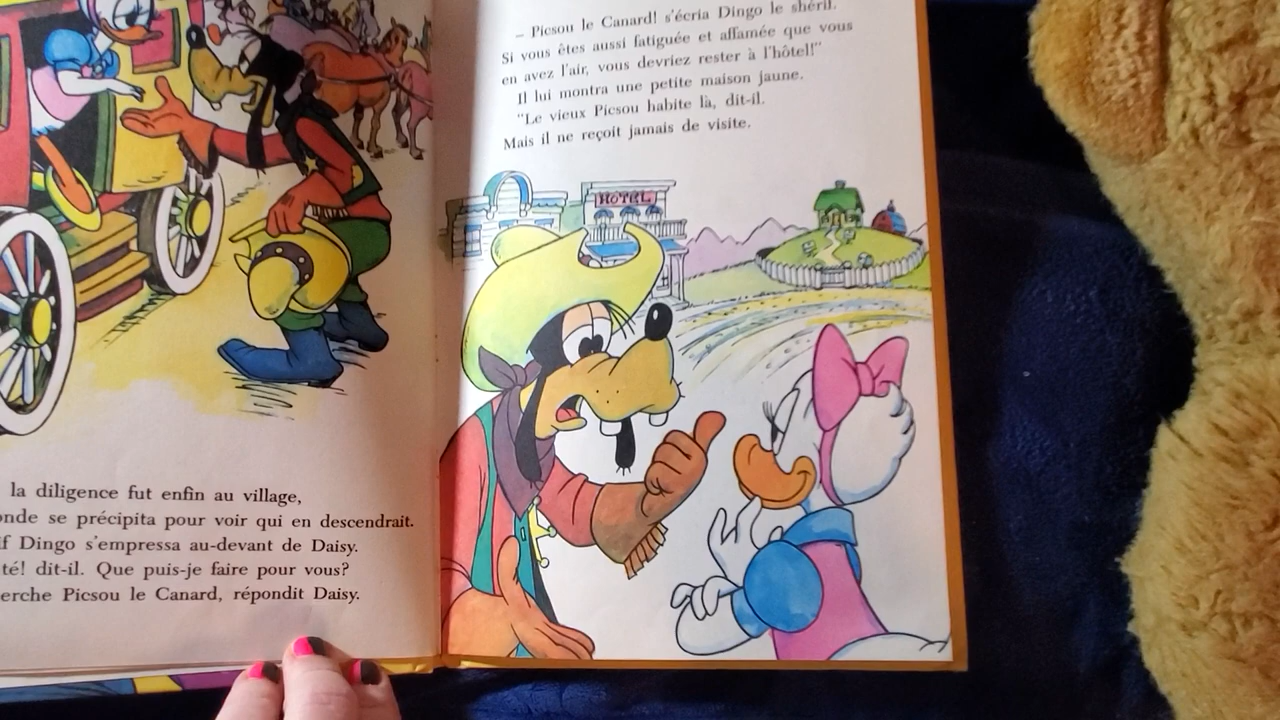 la diligence fut enfin au village,
onde se précipita pour voir qui en descendrait.
if Dingo s'empressa au-devant de Daisy.
té! dit-il. Que puis-je faire pour vous?
erche Picsou le Canard, répondit Daisy.
– Picsou le Canard! s'écria Dingo le shérif.
Si vous êtes aussi fatiguée et affamée que vous
en avez l'air, vous devriez rester à l'hôtel!"
Il lui montra une petite maison jaune.
"Le vieux Picsou habite là, dit-il.
Mais il ne reçoit jamais de visite.
HOTEL